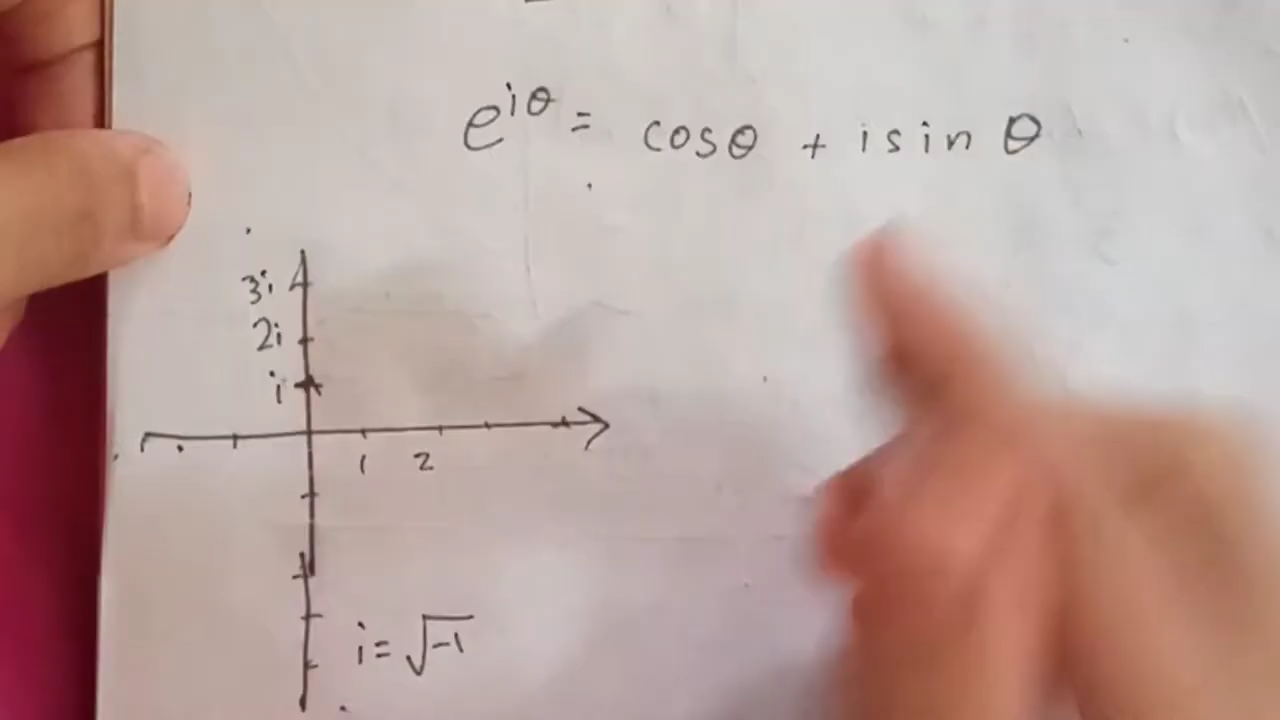 e^{iθ} = cosθ + i sin θ
3i
2i
i
1 2
i = √-1